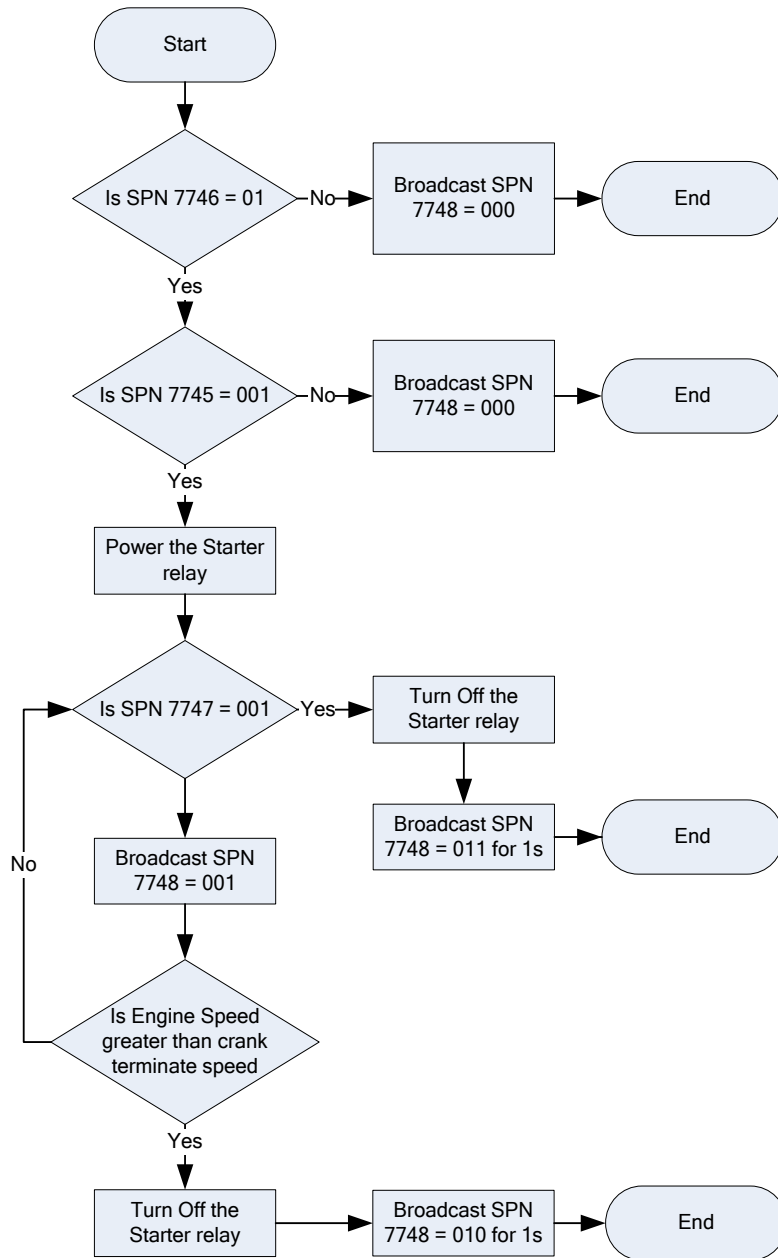 Start
Is SPN 7746 = 01
No
Broadcast SPN
7748 = 000
End
Yes
Is SPN 7745 = 001
No
Broadcast SPN
7748 = 000
End
Yes
Power the Starter
relay
Is SPN 7747 = 001
Yes
Turn Off the
Starter relay
Broadcast SPN
7748 = 011 for 1s
End
Broadcast SPN
7748 = 001
No
Is Engine Speed
greater than crank
terminate speed
Yes
Turn Off the
Starter relay
Broadcast SPN
7748 = 010 for 1s
End